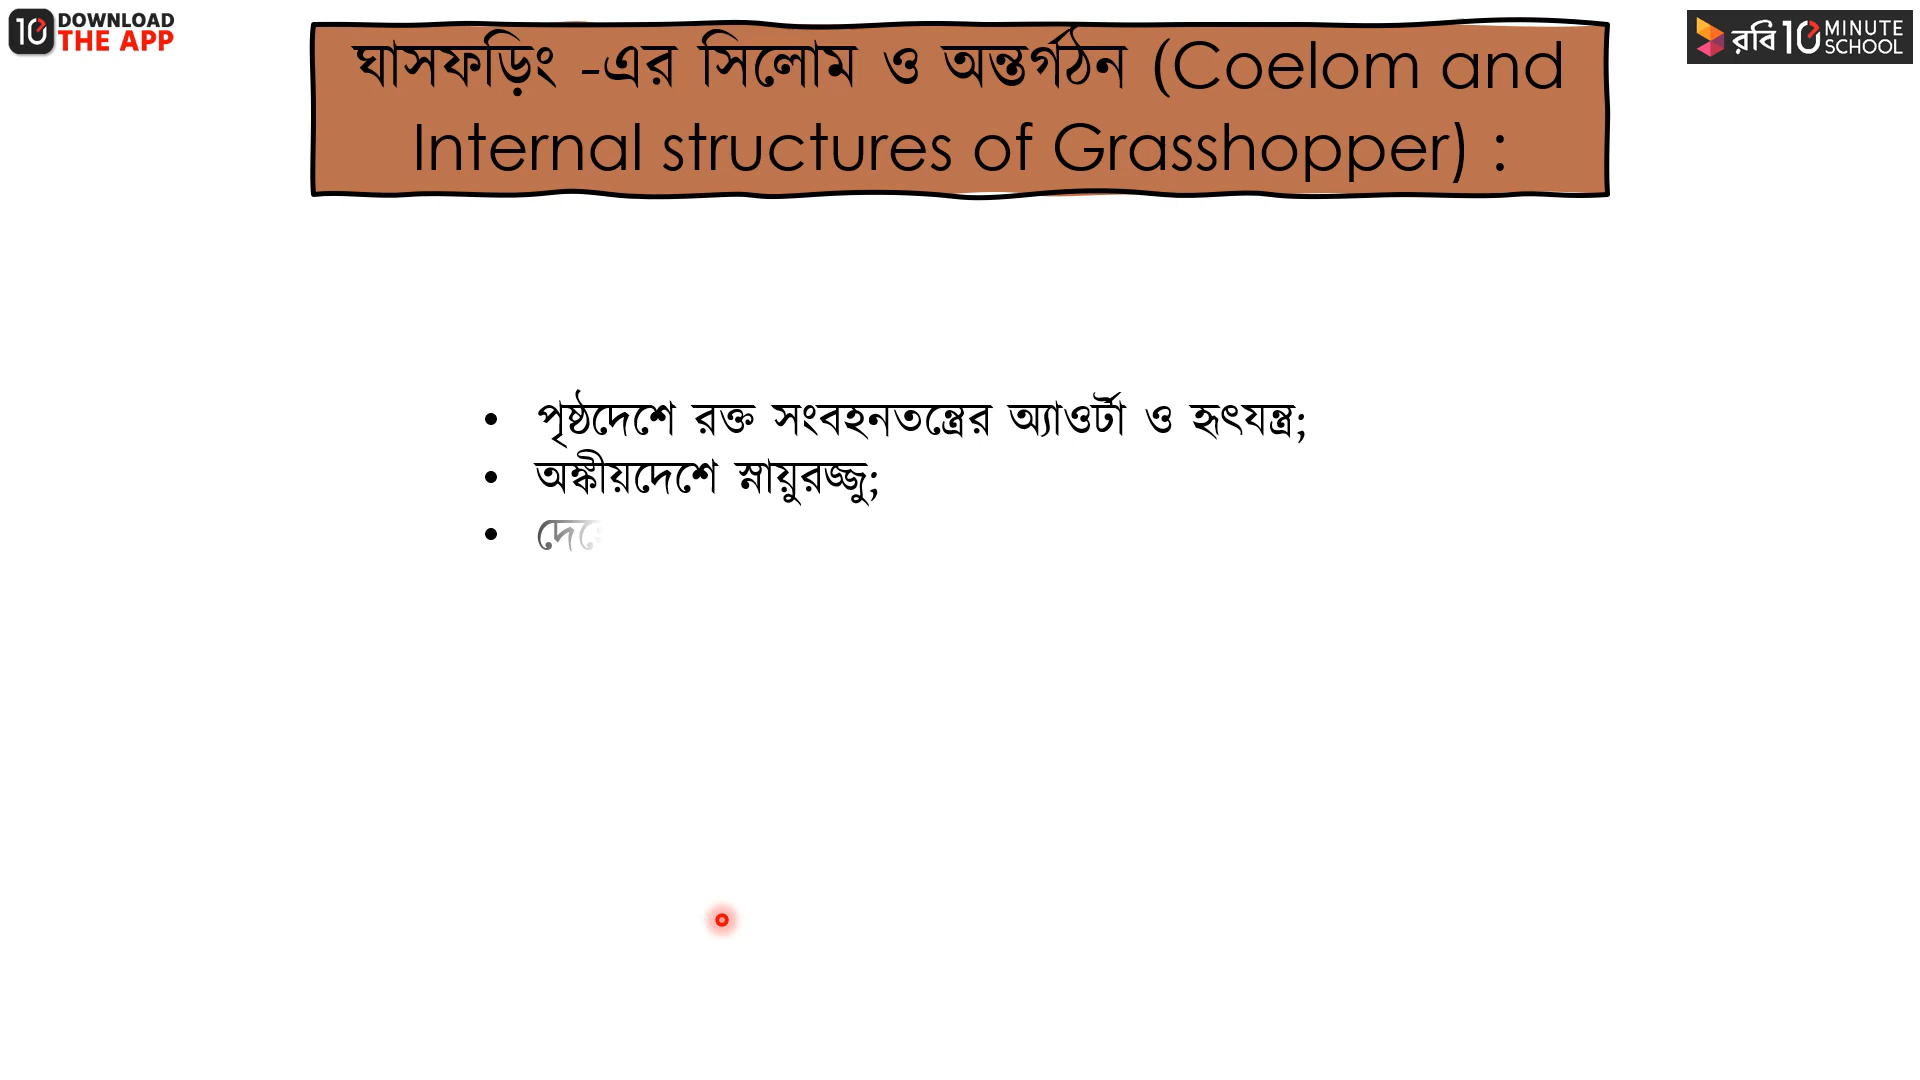 10 DOWNLOAD
THE APP
রবি 10 MINUTE
SCHOOL
ঘাসফড়িং -এর সিলোম ও অন্তর্গঠন (Coelom and
Internal structures of Grasshopper) :
• পৃষ্ঠদেশে রক্ত সংবহনতন্ত্রের অ্যাওর্টা ও হৃৎযন্ত্র;
• অঙ্কীয়দেশে স্নায়ুরজ্জু;
•